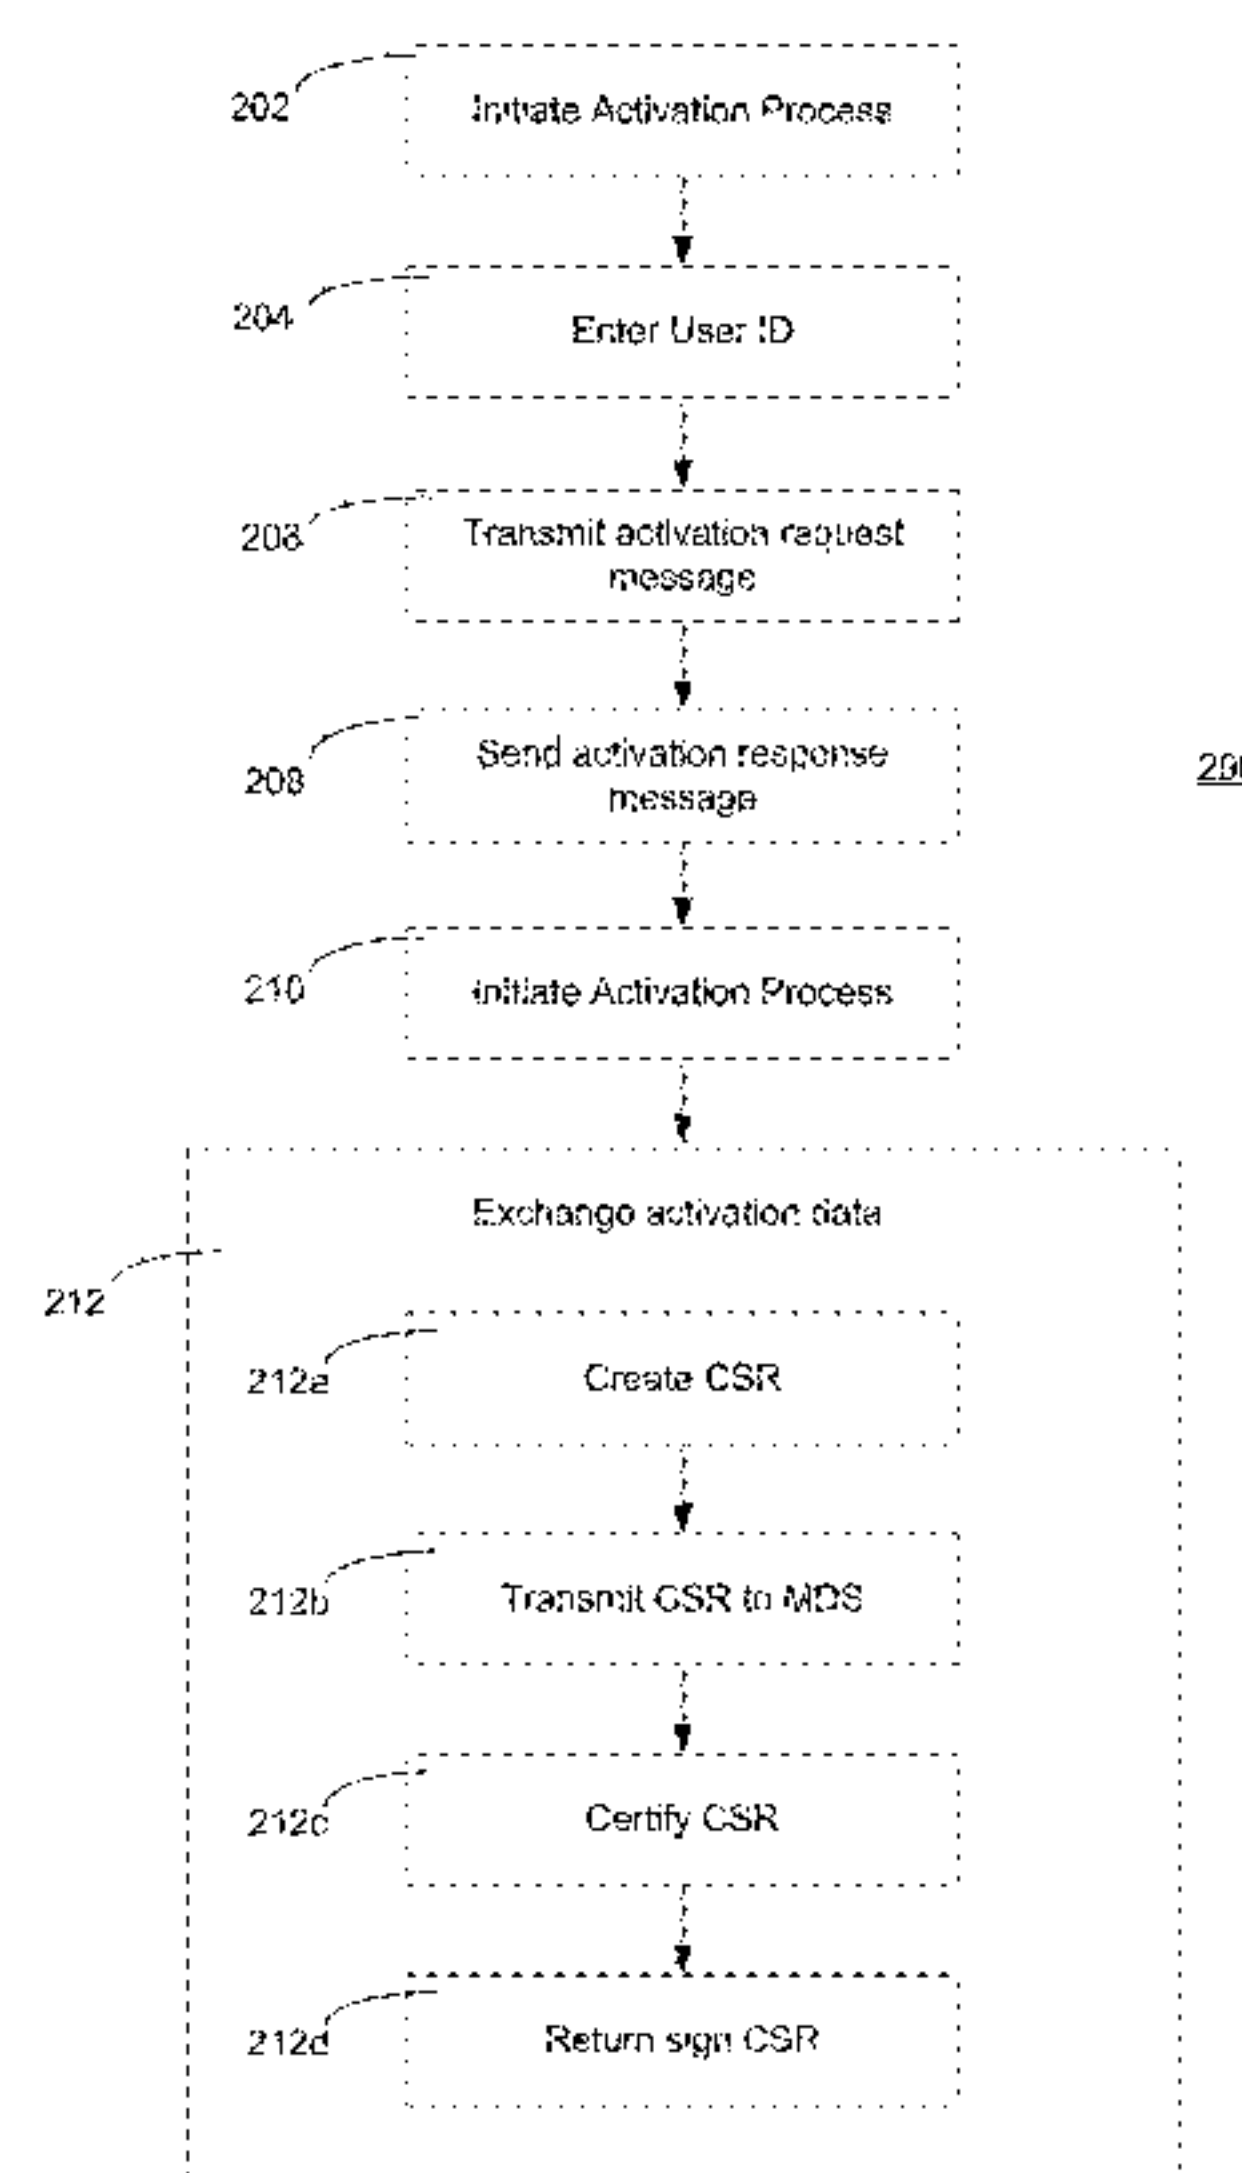 202
Initiate Activation Process
204
Enter User ID
Transmit activation request
message
208
Send activation response
message
210
Initiate Activation Process
Exchange activation data
212
212a
Create CSR
212b
Transmit CSR to MDS
212c
Certify CSR
212d
Return sign CSR